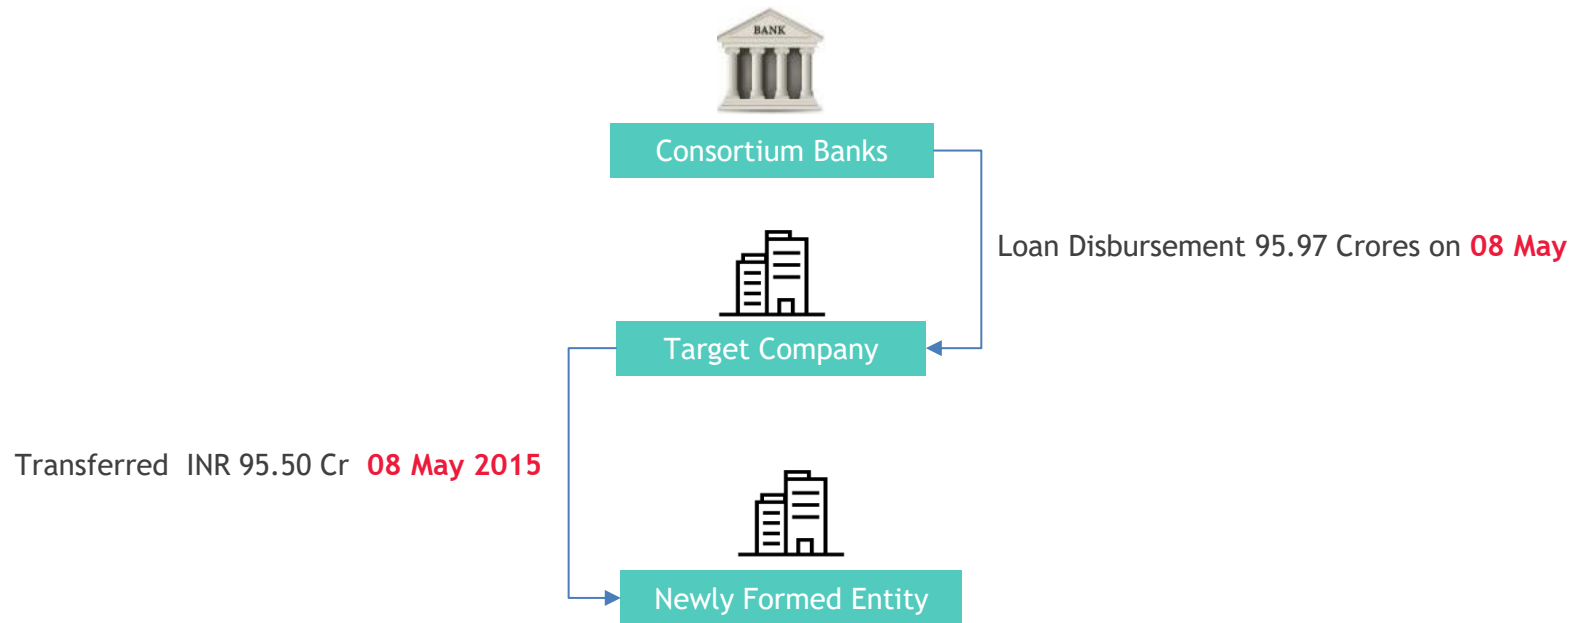 BANK
Consortium Banks
Loan Disbursement 95.97 Crores on 08 May
Target Company
Transferred INR 95.50 Cr 08 May 2015
Newly Formed Entity